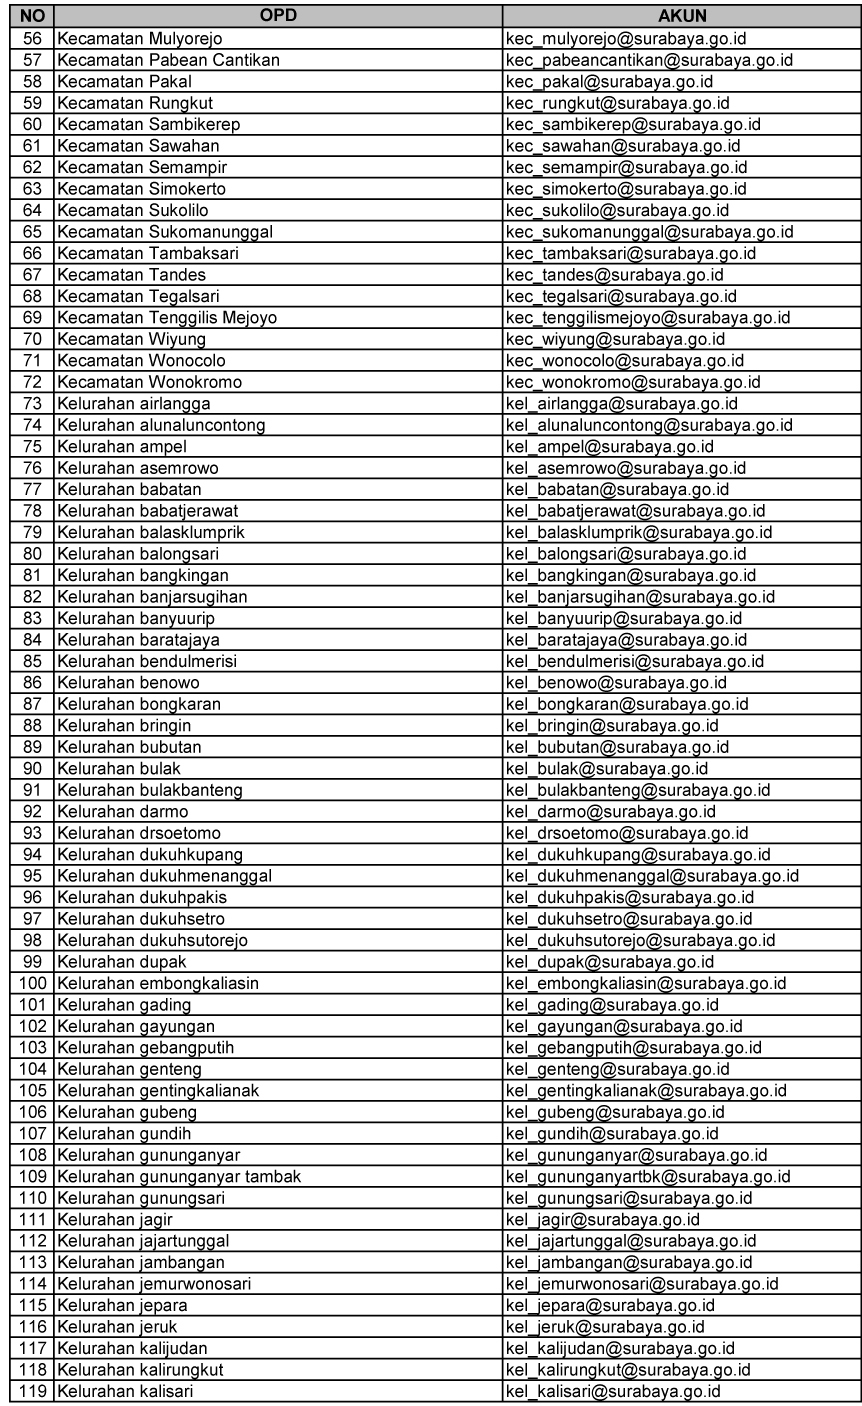 NO OPD AKUN
56 Kecamatan Mulyorejo kec_mulyorejo@surabaya.go.id
57 Kecamatan Pabean Cantikan kec_pabeancantikan@surabaya.go.id
58 Kecamatan Pakal kec_pakal@surabaya.go.id
59 Kecamatan Rungkut kec_rungkut@surabaya.go.id
60 Kecamatan Sambikerep kec_sambikerep@surabaya.go.id
61 Kecamatan Sawahan kec_sawahan@surabaya.go.id
62 Kecamatan Semampir kec_semampir@surabaya.go.id
63 Kecamatan Simokerto kec_simokerto@surabaya.go.id
64 Kecamatan Sukolilo kec_sukolilo@surabaya.go.id
65 Kecamatan Sukomanunggal kec_sukomanunggal@surabaya.go.id
66 Kecamatan Tambaksari kec_tambaksari@surabaya.go.id
67 Kecamatan Tandes kec_tandes@surabaya.go.id
68 Kecamatan Tegalsari kec_tegalsari@surabaya.go.id
69 Kecamatan Tenggilis Mejoyo kec_tenggilismejoyo@surabaya.go.id
70 Kecamatan Wiyung kec_wiyung@surabaya.go.id
71 Kecamatan Wonocolo kec_wonocolo@surabaya.go.id
72 Kecamatan Wonokromo kec_wonokromo@surabaya.go.id
73 Kelurahan airlangga kel_airlangga@surabaya.go.id
74 Kelurahan alunaluncontong kel_alunaluncontong@surabaya.go.id
75 Kelurahan ampel kel_ampel@surabaya.go.id
76 Kelurahan asemrowo kel_asemrowo@surabaya.go.id
77 Kelurahan babatan kel_babatan@surabaya.go.id
78 Kelurahan babatjerawat kel_babatjerawat@surabaya.go.id
79 Kelurahan balasklumprik kel_balasklumprik@surabaya.go.id
80 Kelurahan balongsari kel_balongsari@surabaya.go.id
81 Kelurahan bangkingan kel_bangkingan@surabaya.go.id
82 Kelurahan banjarsugihan kel_banjarsugihan@surabaya.go.id
83 Kelurahan banyuurip kel_banyuurip@surabaya.go.id
84 Kelurahan baratajaya kel_baratajaya@surabaya.go.id
85 Kelurahan bendulmerisi kel_bendulmerisi@surabaya.go.id
86 Kelurahan benowo kel_benowo@surabaya.go.id
87 Kelurahan bongkaran kel_bongkaran@surabaya.go.id
88 Kelurahan bringin kel_bringin@surabaya.go.id
89 Kelurahan bubutan kel_bubutan@surabaya.go.id
90 Kelurahan bulak kel_bulak@surabaya.go.id
91 Kelurahan bulakbanteng kel_bulakbanteng@surabaya.go.id
92 Kelurahan darmo kel_darmo@surabaya.go.id
93 Kelurahan drsoetomo kel_drsoetomo@surabaya.go.id
94 Kelurahan dukuhkupang kel_dukuhkupang@surabaya.go.id
95 Kelurahan dukuhmenanggal kel_dukuhmenanggal@surabaya.go.id
96 Kelurahan dukuhpakis kel_dukuhpakis@surabaya.go.id
97 Kelurahan dukuhsetro kel_dukuhsetro@surabaya.go.id
98 Kelurahan dukuhsutorejo kel_dukuhsutorejo@surabaya.go.id
99 Kelurahan dupak kel_dupak@surabaya.go.id
100 Kelurahan embongkaliasin kel_embongkaliasin@surabaya.go.id
101 Kelurahan gading kel_gading@surabaya.go.id
102 Kelurahan gayungan kel_gayungan@surabaya.go.id
103 Kelurahan gebangputih kel_gebangputih@surabaya.go.id
104 Kelurahan genteng kel_genteng@surabaya.go.id
105 Kelurahan gentingkalianak kel_gentingkalianak@surabaya.go.id
106 Kelurahan gubeng kel_gubeng@surabaya.go.id
107 Kelurahan gundih kel_gundih@surabaya.go.id
108 Kelurahan gununganyar kel_gununganyar@surabaya.go.id
109 Kelurahan gununganyar tambak kel_gununganyartbk@surabaya.go.id
110 Kelurahan gunungsari kel_gunungsari@surabaya.go.id
111 Kelurahan jagir kel_jagir@surabaya.go.id
112 Kelurahan jajartunggal kel_jajartunggal@surabaya.go.id
113 Kelurahan jambangan kel_jambangan@surabaya.go.id
114 Kelurahan jemurwonosari kel_jemurwonosari@surabaya.go.id
115 Kelurahan jepara kel_jepara@surabaya.go.id
116 Kelurahan jeruk kel_jeruk@surabaya.go.id
117 Kelurahan kalijudan kel_kalijudan@surabaya.go.id
118 Kelurahan kalirungkut kel_kalirungkut@surabaya.go.id
119 Kelurahan kalisari kel_kalisari@surabaya.go.id